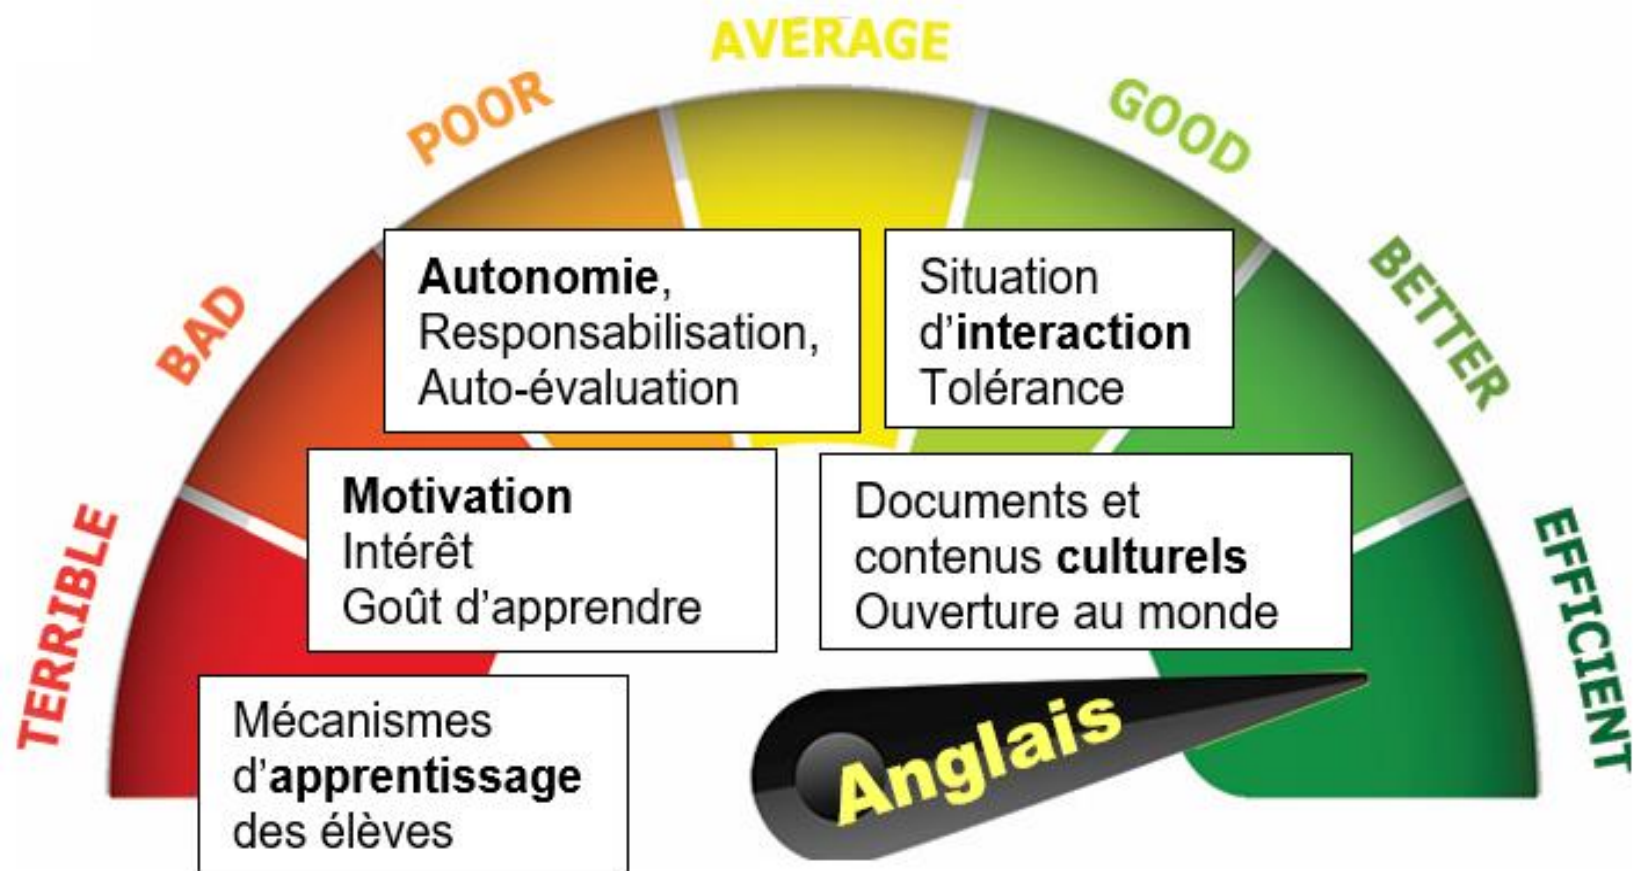 TERRIBLE
BAD
POOR
AVERAGE
GOOD
BETTER
EFFICIENT
Autonomie,
Responsabilisation,
Auto-évaluation
Situation
d’interaction
Tolérance
Motivation
Intérêt
Goût d’apprendre
Documents et
contenus culturels
Ouverture au monde
Mécanismes
d’apprentissage
des élèves
Anglais